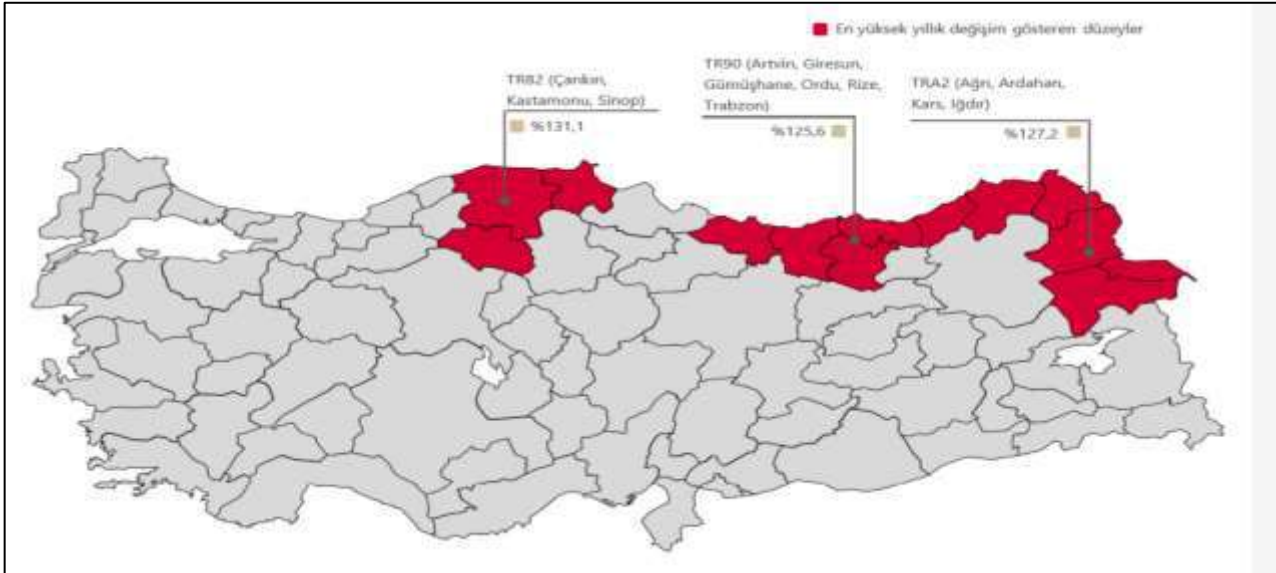 En yüksek yıllık değişim gösteren düzeyler
TR82 (Çankırı,
Kastamonu, Sinop)
%131,1
TR90 (Artvin, Giresun,
Gümüşhane, Ordu, Rize,
Trabzon)
%125,6
TRA2 (Ağrı, Ardahan,
Kars, Iğdır)
%127,2